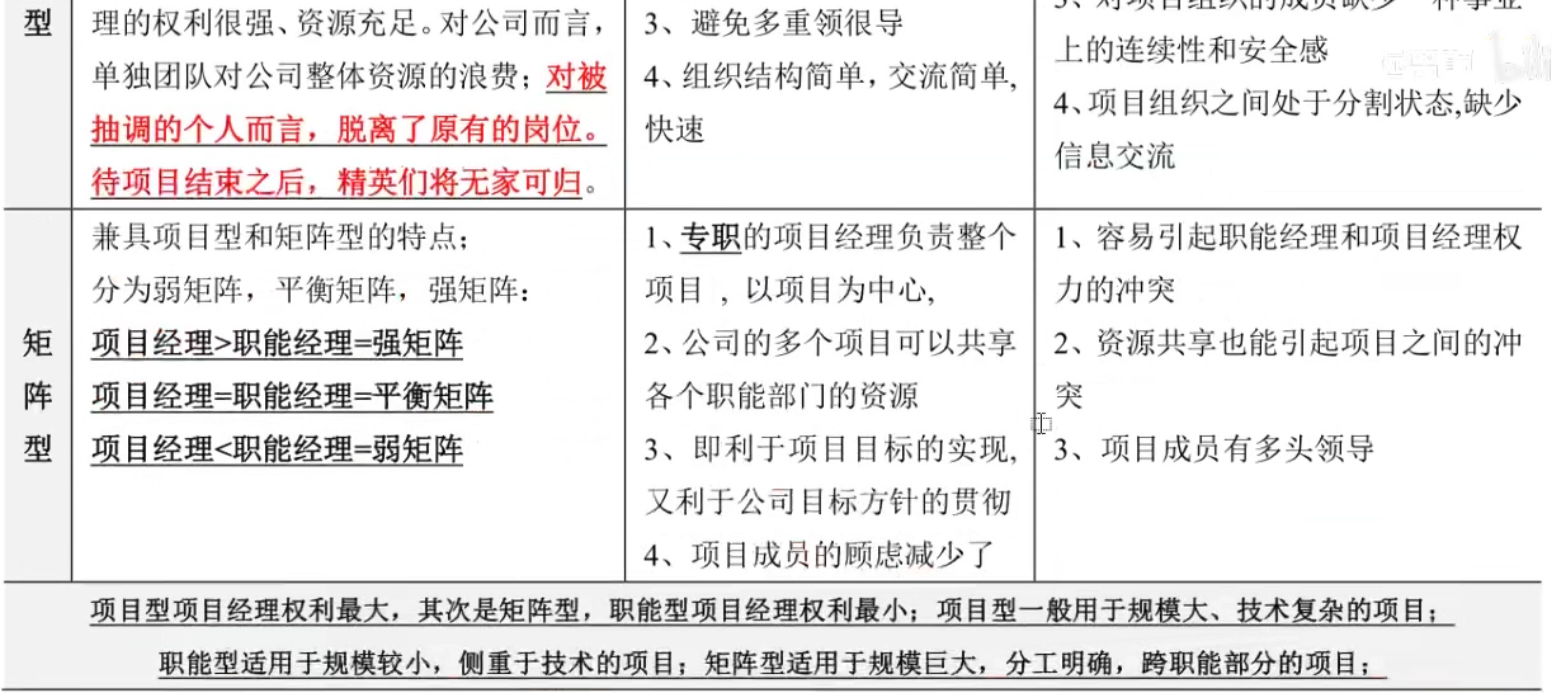 型
理的权利很强、资源充足。对公司而言，
单独团队对公司整体资源的浪费；对被
抽调的个人而言，脱离了原有的岗位。
待项目结束之后，精英们将无家可归。
3、避免多重领很导
4、组织结构简单，交流简单,
快速
3、对项目组织的成员缺少一种事业
上的连续性和安全感
4、项目组织之间处于分割状态,缺少
信息交流
矩
阵
型
兼具项目型和矩阵型的特点；
分为弱矩阵，平衡矩阵，强矩阵：
项目经理>职能经理=强矩阵
项目经理=职能经理=平衡矩阵
项目经理<职能经理=弱矩阵
1、专职的项目经理负责整个
项目，以项目为中心,
2、公司的多个项目可以共享
各个职能部门的资源
3、即利于项目目标的实现,
又利于公司目标方针的贯彻
4、项目成员的顾虑减少了
1、容易引起职能经理和项目经理权
力的冲突
2、资源共享也能引起项目之间的冲
突
3、项目成员有多头领导
项目型项目经理权利最大，其次是矩阵型，职能型项目经理权利最小；项目型一般用于规模大、技术复杂的项目；
职能型适用于规模较小，侧重于技术的项目；矩阵型适用于规模巨大，分工明确，跨职能部分的项目；